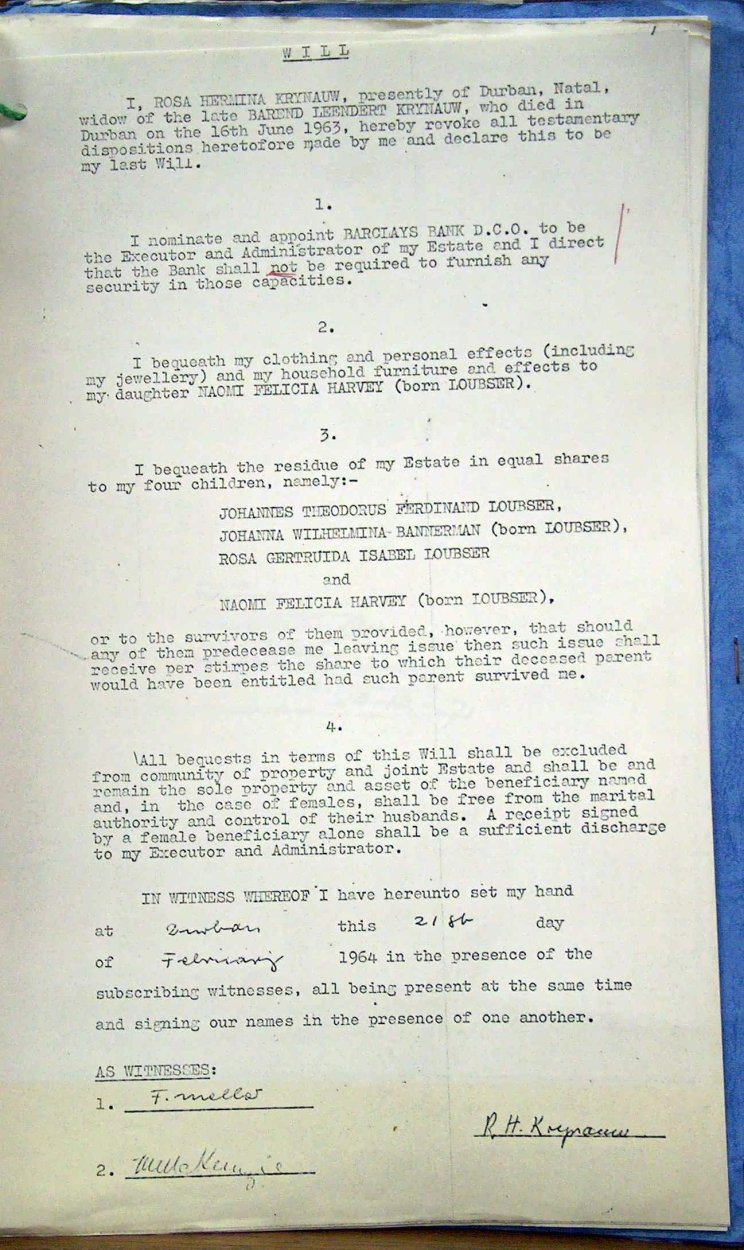 W I L L
I, ROSA HERMINA KRYNAUW, presently of Durban, Natal,
widow of the late BAREND LEENDERT KRYNAUW, who died in
Durban on the 16th June 1963, hereby revoke all testamentary
dispositions heretofore made by me and declare this to be
my last Will.
1.
I nominate and appoint BARCLAYS BANK D.C.O. to be
the Executor and Administrator of my Estate and I direct
that the Bank shall not be required to furnish any
security in those capacities.
2.
I bequeath my clothing and personal effects (including
my jewellery) and my household furniture and effects to
my daughter NAOMI FELICIA HARVEY (born LOUBSER).
3.
I bequeath the residue of my Estate in equal shares
to my four children, namely:-
JOHANNES THEODORUS FERDINAND LOUBSER,
JOHANNA WILHELMINA BANNERMAN (born LOUBSER),
ROSA GERTRUIDA ISABEL LOUBSER
and
NAOMI FELICIA HARVEY (born LOUBSER),
or to the survivors of them provided, however, that should
any of them predecease me leaving issue then such issue shall
receive per stirpes the share to which their deceased parent
would have been entitled had such parent survived me.
4.
All bequests in terms of this Will shall be excluded
from community of property and joint Estate and shall be and
remain the sole property and asset of the beneficiary named
and, in the case of females, shall be free from the marital
authority and control of their husbands. A receipt signed
by a female beneficiary alone shall be a sufficient discharge
to my Executor and Administrator.
IN WITNESS WHEREOF I have hereunto set my hand
at Durban this 21st day
of February 1964 in the presence of the
subscribing witnesses, all being present at the same time
and signing our names in the presence of one another.
AS WITNESSES:
1. F. Mello
R. H. Krynauw
2.